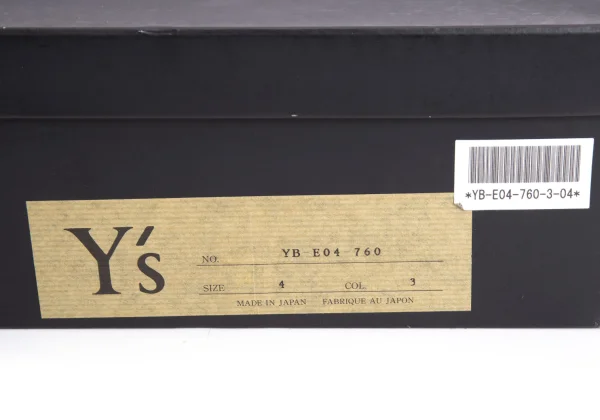 *YB-E04-760-3-04*
Y's
NO. YB E04 760
SIZE 4 COL. 3
MADE IN JAPAN FABRIQUE AU JAPON